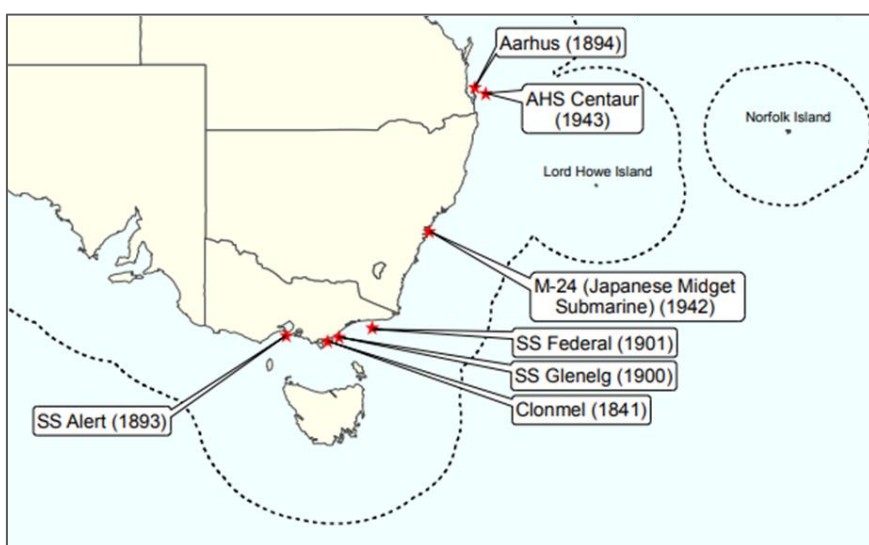 Aarhus (1894)
AHS Centaur
(1943)
Norfolk Island
Lord Howe Island
M-24 (Japanese Midget
Submarine) (1942)
SS Federal (1901)
SS Glenelg (1900)
Clonmel (1841)
SS Alert (1893)